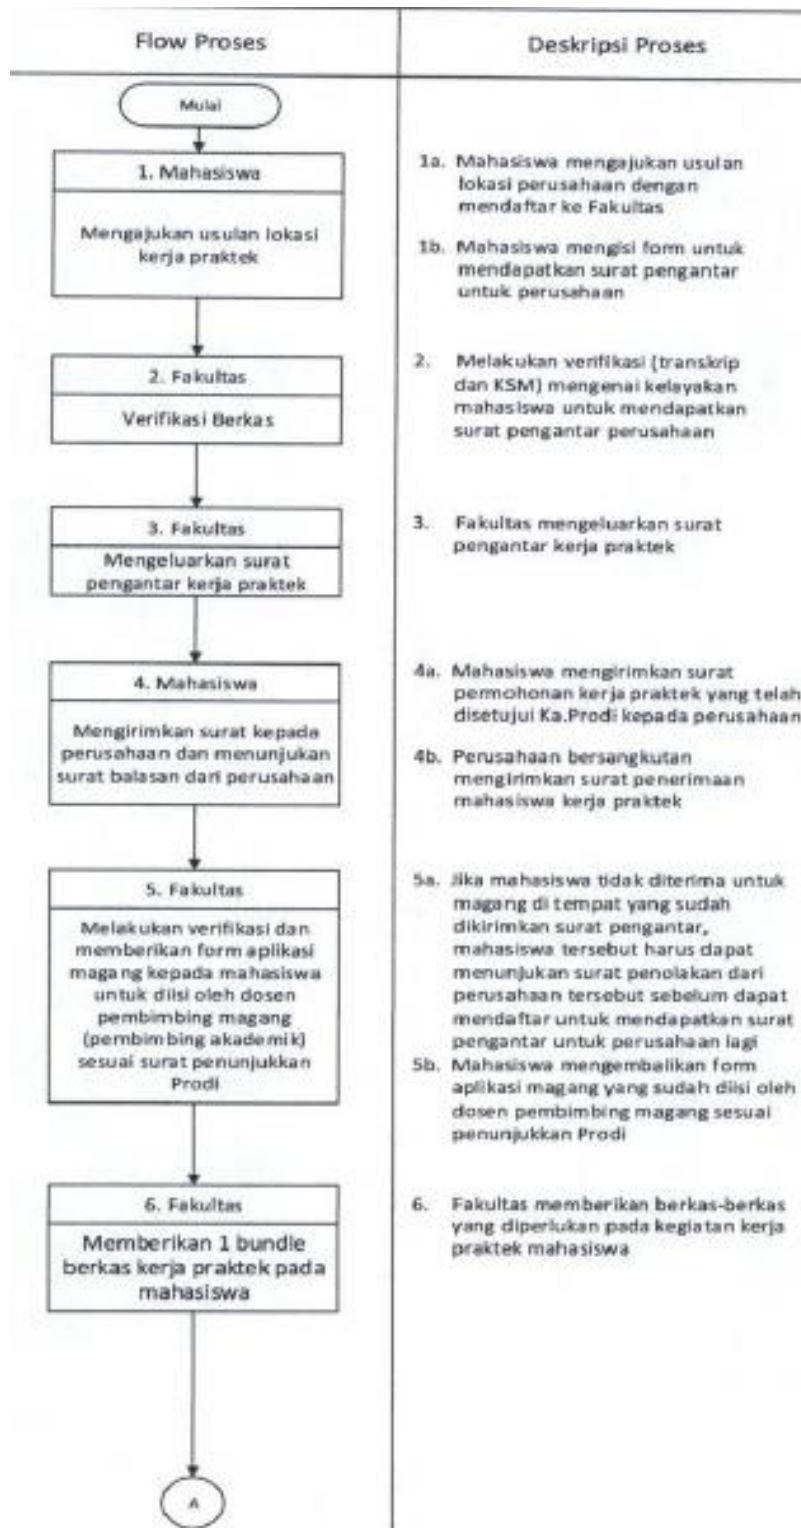 Flow Proses
Deskripsi Proses
Mulai
1. Mahasiswa
Mengajukan usulan lokasi
kerja praktek
1a. Mahasiswa mengajukan usulan
lokasi perusahaan dengan
mendaftar ke Fakultas
1b. Mahasiswa mengisi form untuk
mendapatkan surat pengantar
untuk perusahaan
2. Fakultas
Verifikasi Berkas
2. Melakukan verifikasi (transkrip
dan KSM) mengenai kelayakan
mahasiswa untuk mendapatkan
surat pengantar perusahaan
3. Fakultas
Mengeluarkan surat
pengantar kerja praktek
3. Fakultas mengeluarkan surat
pengantar kerja praktek
4. Mahasiswa
Mengirimkan surat kepada
perusahaan dan menunjukan
surat balasan dari perusahaan
4a. Mahasiswa mengirimkan surat
permohonan kerja praktek yang telah
disetujui Ka.Prodi kepada perusahaan
4b. Perusahaan bersangkutan
mengirimkan surat penerimaan
mahasiswa kerja praktek
5. Fakultas
Melakukan verifikasi dan
memberikan form aplikasi
magang kepada mahasiswa
untuk diisi oleh dosen
pembimbing magang
(pembimbing akademik)
sesuai surat penunjukkan
Prodi
5a. Jika mahasiswa tidak diterima untuk
magang di tempat yang sudah
dikirimkan surat pengantar,
mahasiswa tersebut harus dapat
menunjukan surat penolakan dari
perusahaan tersebut sebelum dapat
mendaftar untuk mendapatkan surat
pengantar untuk perusahaan lagi
5b. Mahasiswa mengembalikan form
aplikasi magang yang sudah diisi oleh
dosen pembimbing magang sesuai
penunjukkan Prodi
6. Fakultas
Memberikan 1 bundle
berkas kerja praktek pada
mahasiswa
6. Fakultas memberikan berkas-berkas
yang diperlukan pada kegiatan kerja
praktek mahasiswa
A